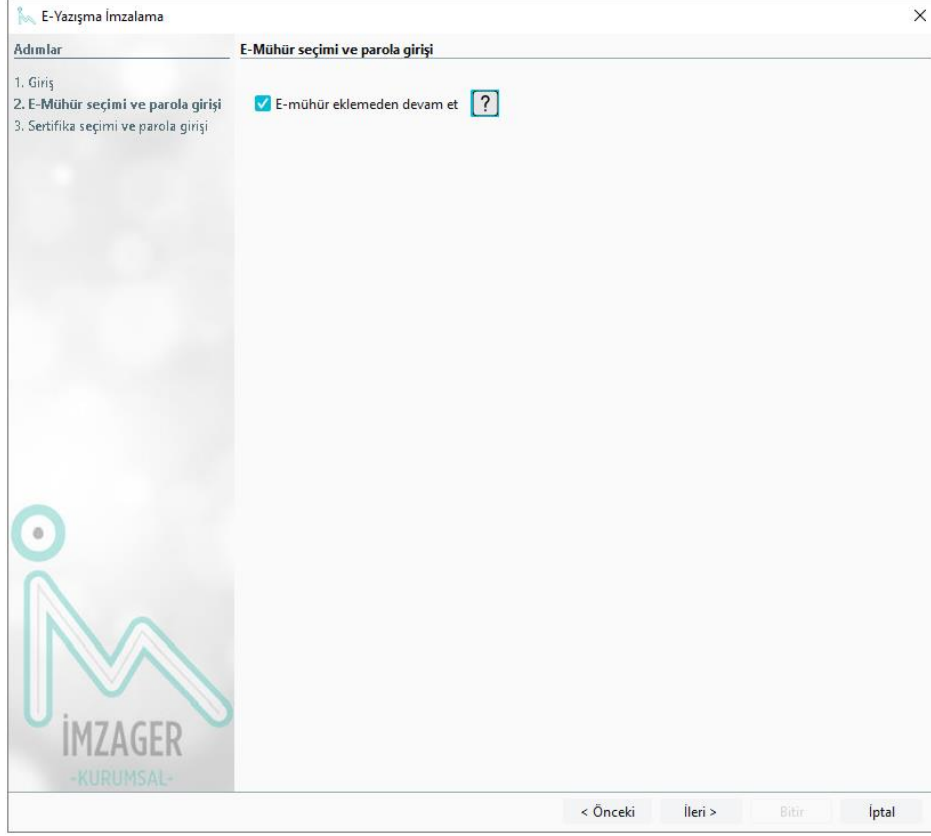 E-Yazışma İmzalama
Adımlar
1. Giriş
2. E-Mühür seçimi ve parola girişi
3. Sertifika seçimi ve parola girişi
E-Mühür seçimi ve parola girişi
E-mühür eklemeden devam et ?
İMZAGER
-KURUMSAL-
< Önceki İleri > Bitir İptal